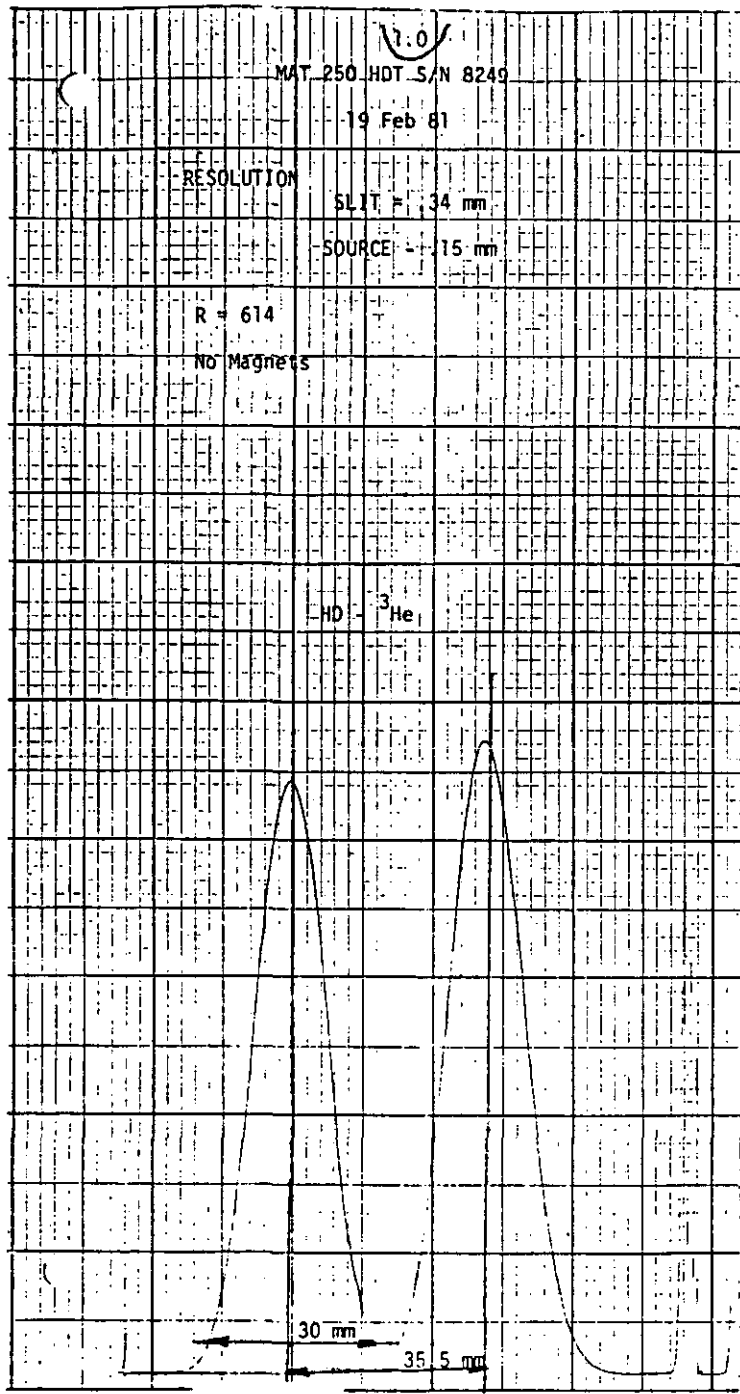 1.0
MAT 250 HDT S/N 8249
19 Feb 81
RESOLUTION
SLIT = .34 mm
SOURCE - .15 mm
R = 614
No Magnets
HD - ³He
30 mm
35.5 mm